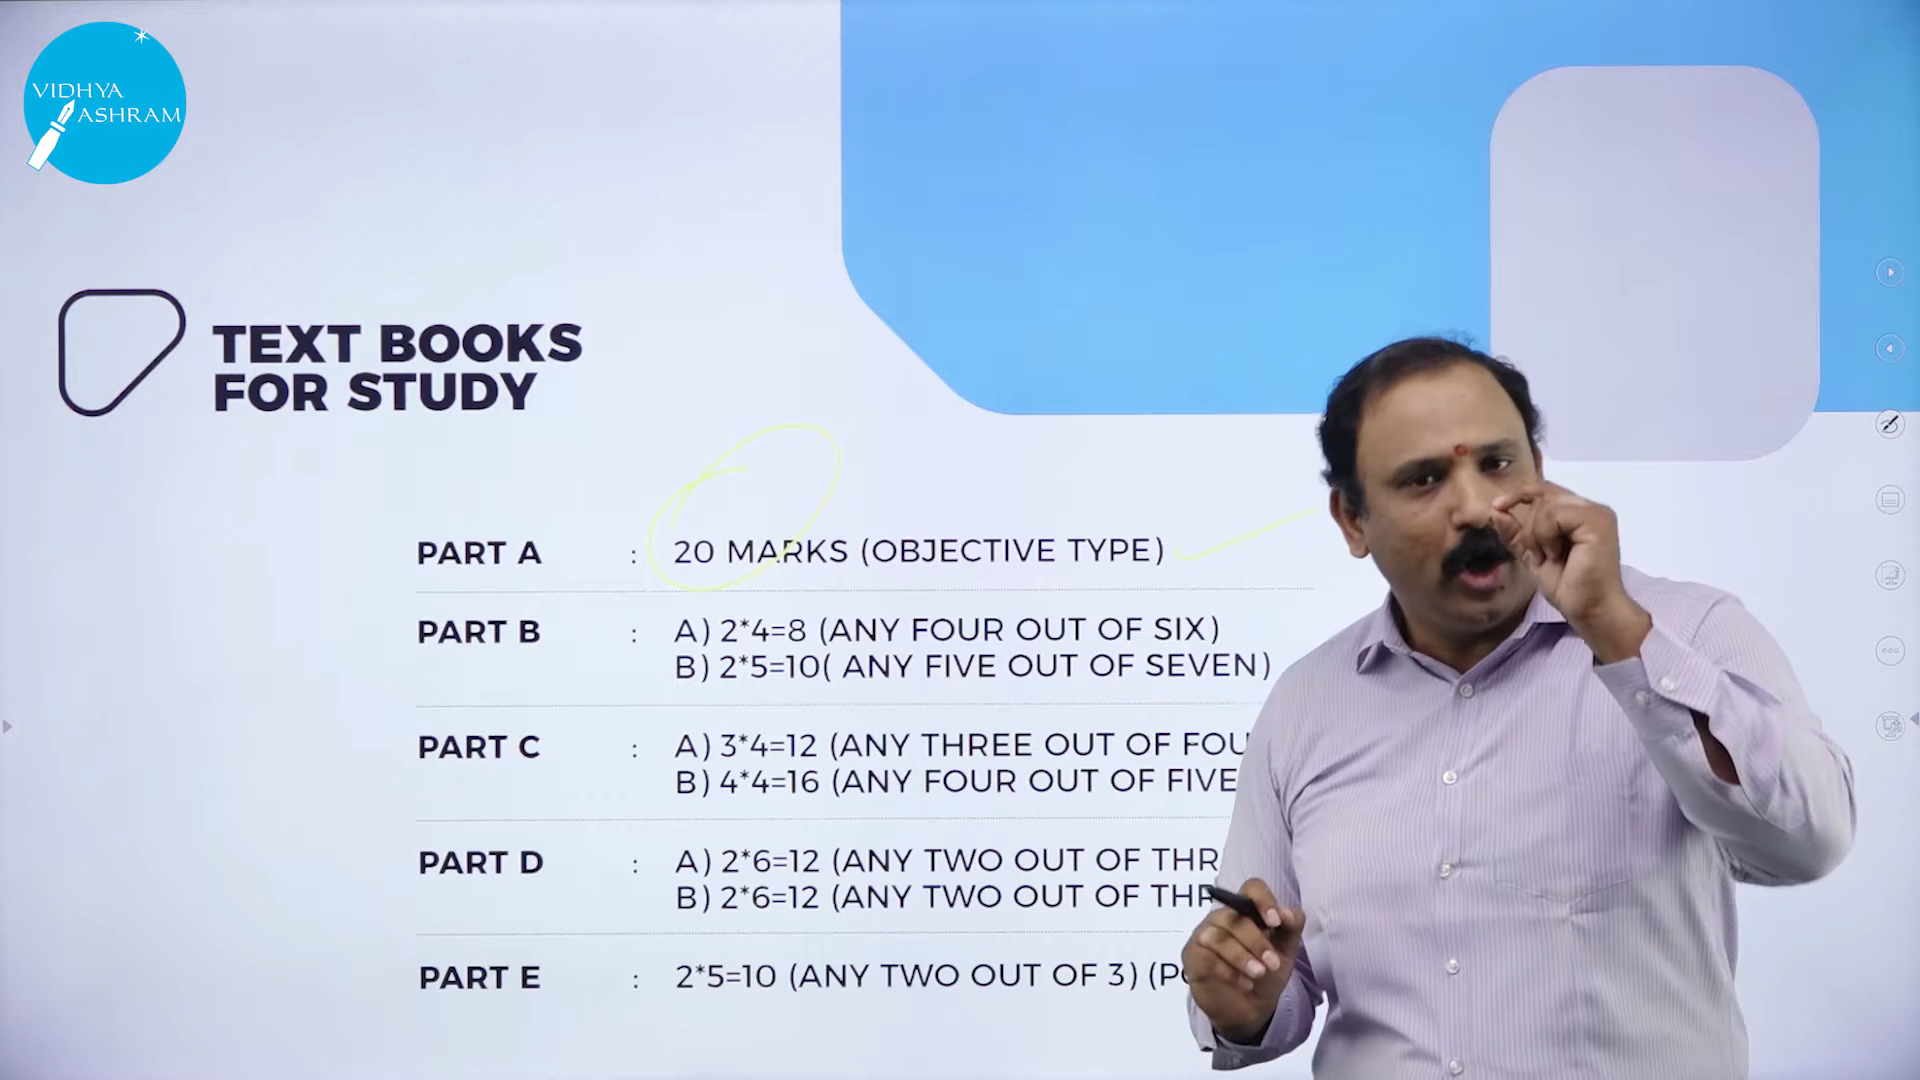 VIDHYA
ASHRAM
TEXT BOOKS
FOR STUDY
PART A : 20 MARKS (OBJECTIVE TYPE)
PART B : A) 2*4=8 (ANY FOUR OUT OF SIX)
B) 2*5=10( ANY FIVE OUT OF SEVEN)
PART C : A) 3*4=12 (ANY THREE OUT OF
B) 4*4=16 (ANY FOUR OUT OF FIVE
PART D : A) 2*6=12 (ANY TWO OUT OF
B) 2*6=12 (ANY TWO OUT OF
PART E : 2*5=10 (ANY TWO OUT OF 3)